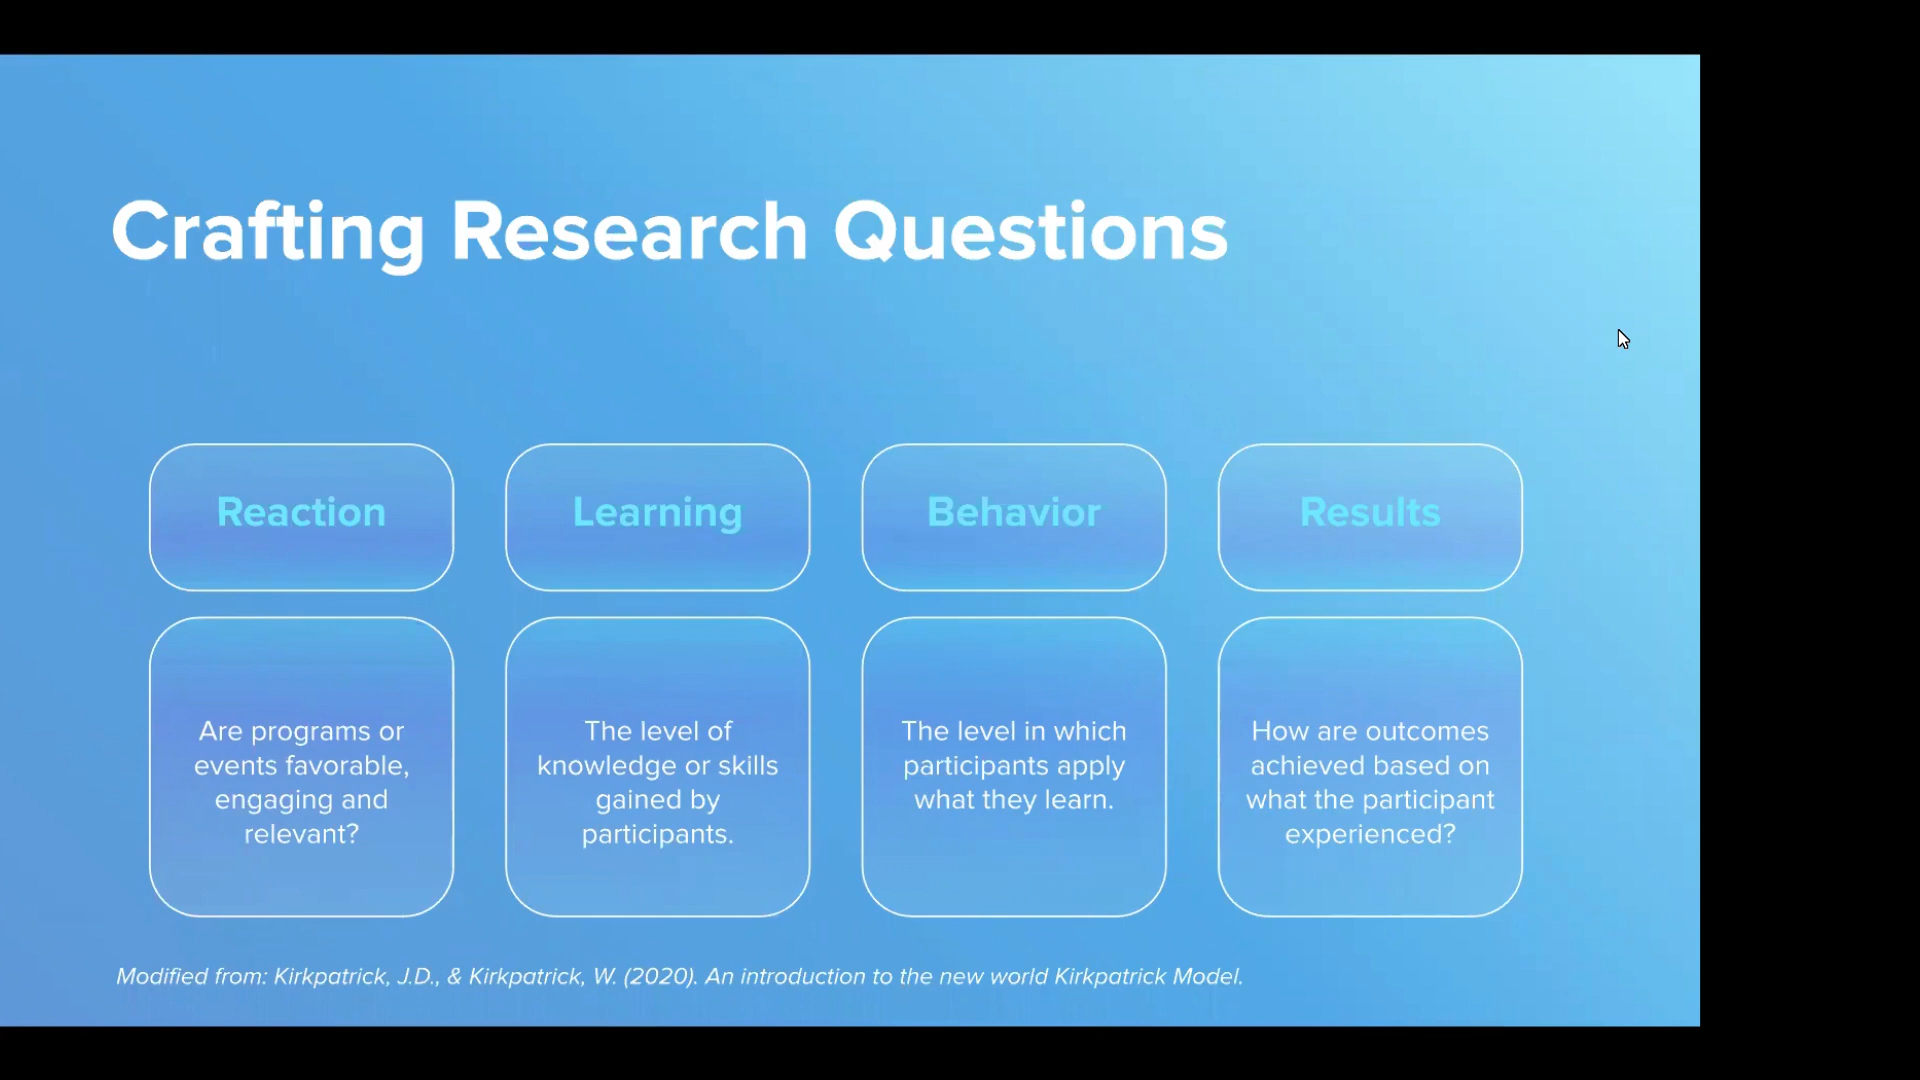 Crafting Research Questions
Reaction
Learning
Behavior
Results
Are programs or
events favorable,
engaging and
relevant?
The level of
knowledge or skills
gained by
participants.
The level in which
participants apply
what they learn.
How are outcomes
achieved based on
what the participant
experienced?
Modified from: Kirkpatrick, J.D., & Kirkpatrick, W. (2020). An introduction to the new world Kirkpatrick Model.